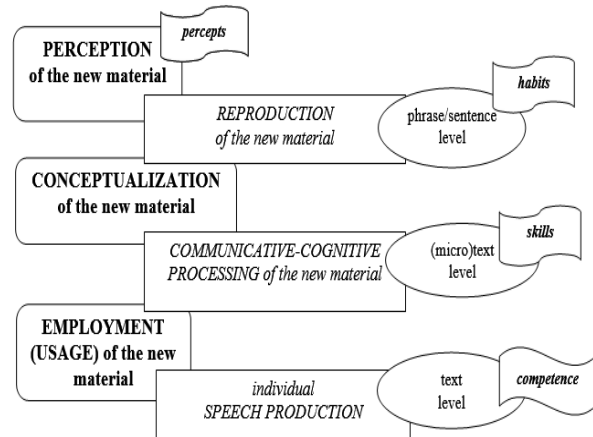 percepts
PERCEPTION
of the new material
habits
REPRODUCTION
of the new material
phrase/sentence
level
CONCEPTUALIZATION
of the new material
skills
COMMUNICATIVE-COGNITIVE
PROCESSING of the new material
(micro)text
level
EMPLOYMENT
(USAGE) of the new
material
individual
SPEECH PRODUCTION
text
level
competence